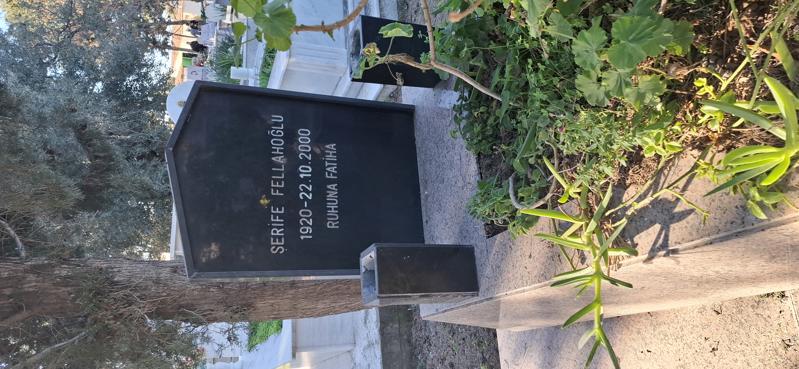 ŞERİFE FELLAHOĞLU
1920-22.10.2000
RUHUNA FATİHA